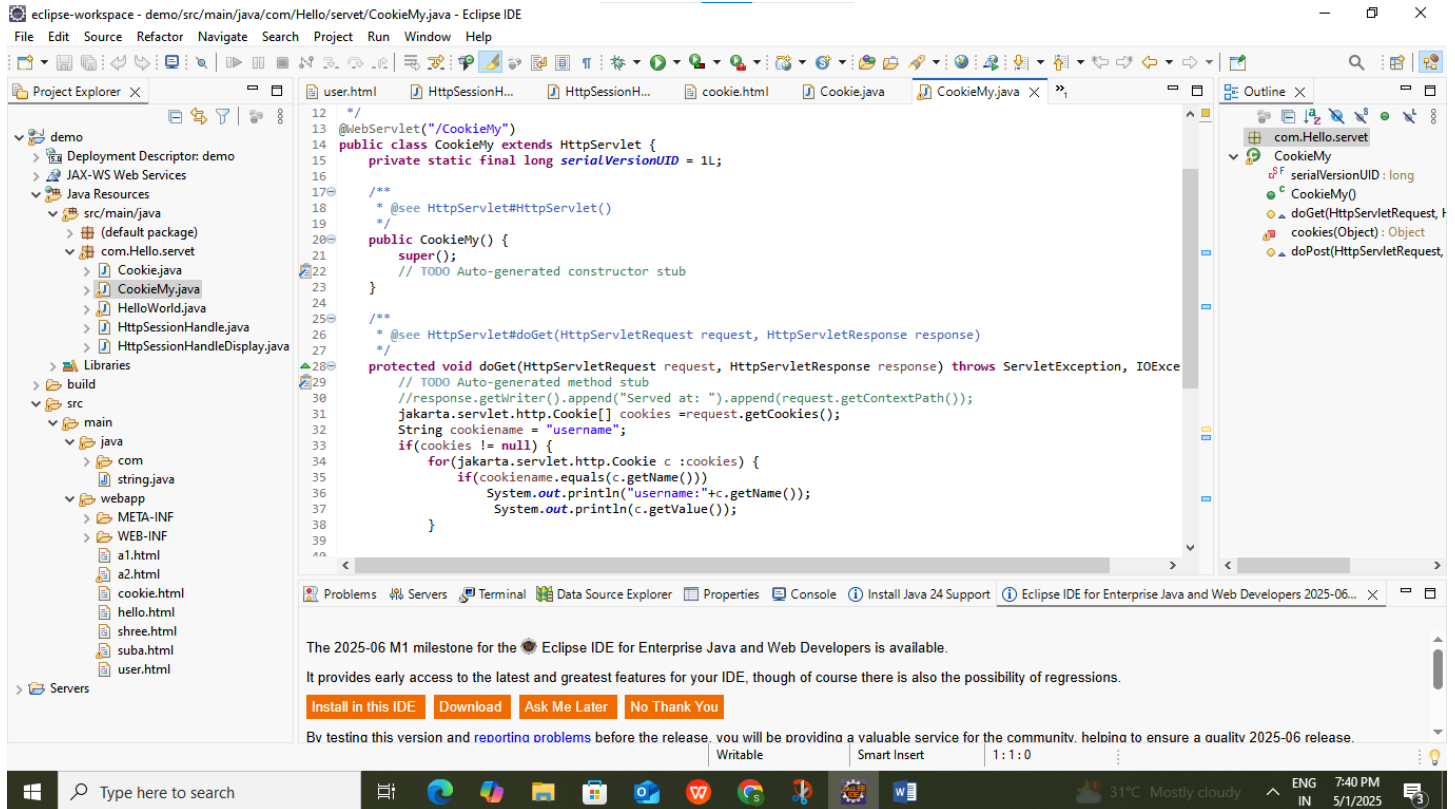 eclipse-workspace - demo/src/main/java/com/Hello/servet/CookieMy.java - Eclipse IDE
File Edit Source Refactor Navigate Search Project Run Window Help
Project Explorer
demo
Deployment Descriptor: demo
JAX-WS Web Services
Java Resources
src/main/java
(default package)
com.Hello.servet
Cookie.java
CookieMy.java
HelloWorld.java
HttpSessionHandle.java
HttpSessionHandleDisplay.java
Libraries
build
src
main
java
com
string.java
webapp
META-INF
WEB-INF
a1.html
a2.html
cookie.html
hello.html
shree.html
suba.html
user.html
Servers
user.html HttpSessionH... HttpSessionH... cookie.html Cookie.java CookieMy.java »1
12 */
13 @WebServlet("/CookieMy")
14 public class CookieMy extends HttpServlet {
15 private static final long serialVersionUID = 1L;
16
17 /**
18 * @see HttpServlet#HttpServlet()
19 */
20 public CookieMy() {
21 super();
22 // TODO Auto-generated constructor stub
23 }
24
25 /**
26 * @see HttpServlet#doGet(HttpServletRequest request, HttpServletResponse response)
27 */
28 protected void doGet(HttpServletRequest request, HttpServletResponse response) throws ServletException, IOExce
29 // TODO Auto-generated method stub
30 //response.getWriter().append("Served at: ").append(request.getContextPath());
31 jakarta.servlet.http.Cookie[] cookies =request.getCookies();
32 String cookiename = "username";
33 if(cookies != null) {
34 for(jakarta.servlet.http.Cookie c :cookies) {
35 if(cookiename.equals(c.getName()))
36 System.out.println("username:"+c.getName());
37 System.out.println(c.getValue());
38 }
39
40
Outline
com.Hello.servet
CookieMy
serialVersionUID : long
CookieMy()
doGet(HttpServletRequest, H
cookies(Object) : Object
doPost(HttpServletRequest,
Problems Servers Terminal Data Source Explorer Properties Console Install Java 24 Support Eclipse IDE for Enterprise Java and Web Developers 2025-06...
The 2025-06 M1 milestone for the Eclipse IDE for Enterprise Java and Web Developers is available.
It provides early access to the latest and greatest features for your IDE, though of course there is also the possibility of regressions.
Install in this IDE Download Ask Me Later No Thank You
By testing this version and reporting problems before the release, you will be providing a valuable service for the community, helping to ensure a quality 2025-06 release.
Writable Smart Insert 1 : 1 : 0
Type here to search
31°C Mostly cloudy
ENG
IN
7:40 PM
5/1/2025
3